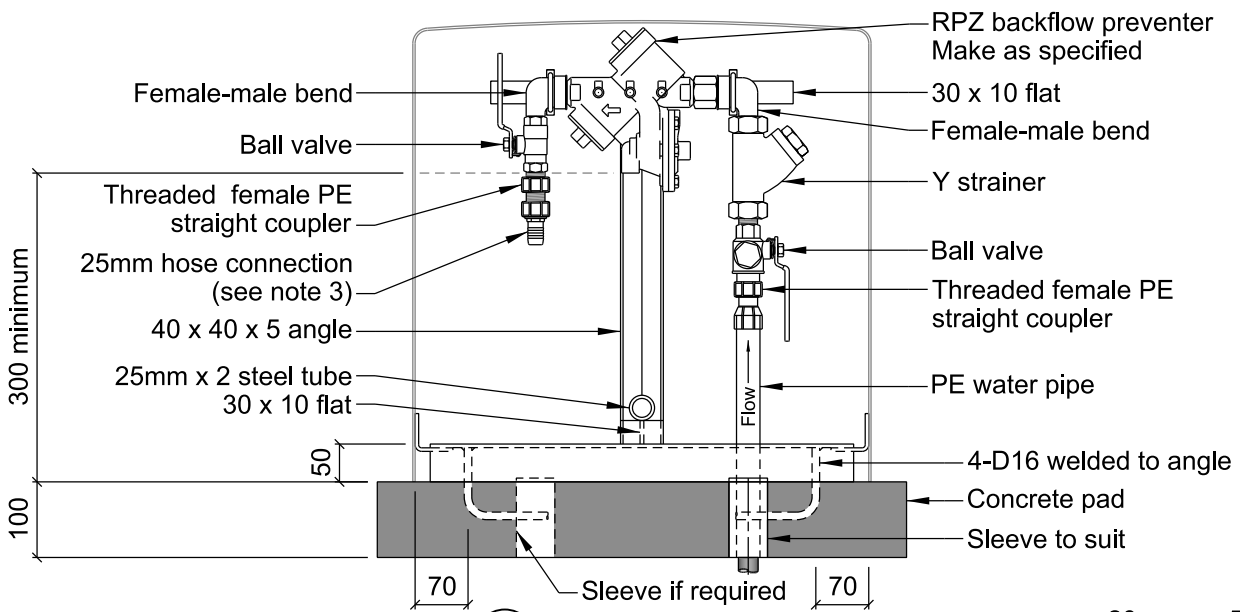 RPZ backflow preventer
Make as specified
Female-male bend
30 x 10 flat
Female-male bend
Ball valve
Y strainer
Threaded female PE
straight coupler
Ball valve
25mm hose connection
(see note 3)
Threaded female PE
straight coupler
40 x 40 x 5 angle
300 minimum
25mm x 2 steel tube
PE water pipe
30 x 10 flat
Flow
50
4-D16 welded to angle
Concrete pad
100
Sleeve to suit
70
Sleeve if required
70